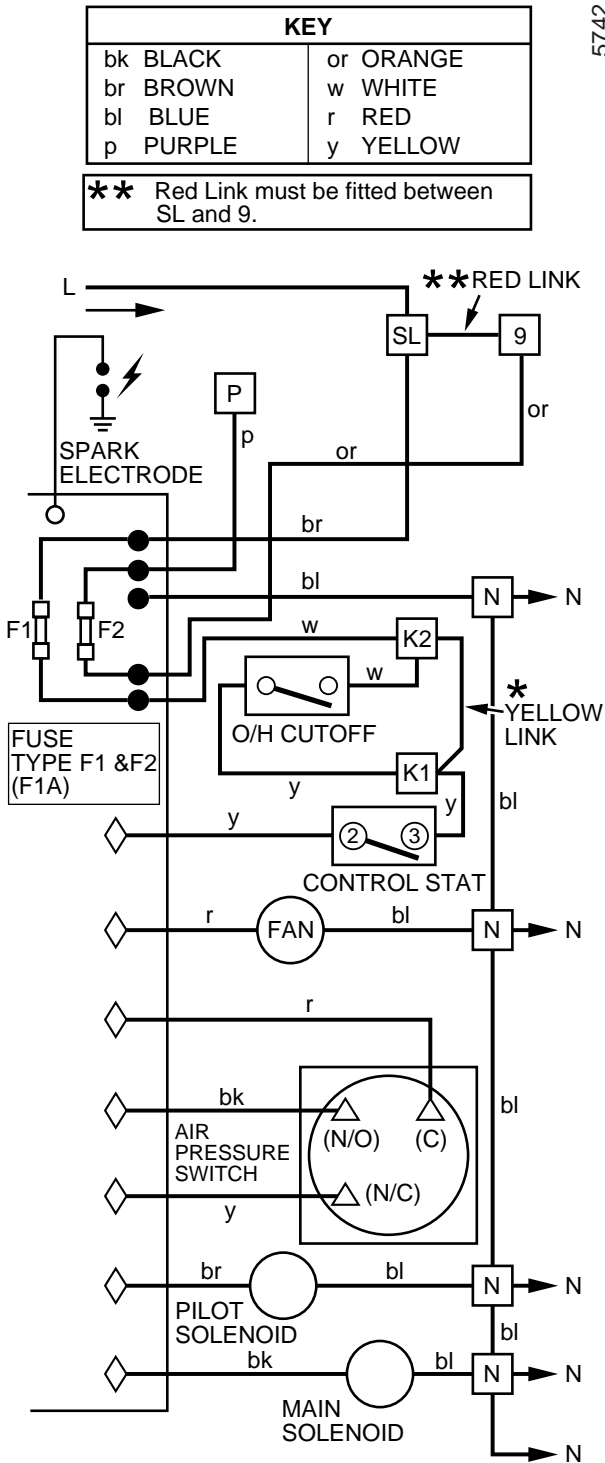 5742
KEY
bk BLACK or ORANGE
br BROWN w WHITE
bl BLUE r RED
p PURPLE y YELLOW
** Red Link must be fitted between
SL and 9.
L
**RED LINK
SL 9
P
or
p
SPARK
ELECTRODE
or
br
bl
N N
F1 F2
w
K2
w
*
YELLOW
LINK
O/H CUTOFF
FUSE
TYPE F1 &F2
(F1A)
K1
y
y
bl
y
2 3
CONTROL STAT
r FAN bl N N
r
bk
bl
AIR
PRESSURE
SWITCH
(N/O) (C)
(N/C)
y
br bl N N
PILOT
SOLENOID
bl
bk bl N N
MAIN
SOLENOID
N